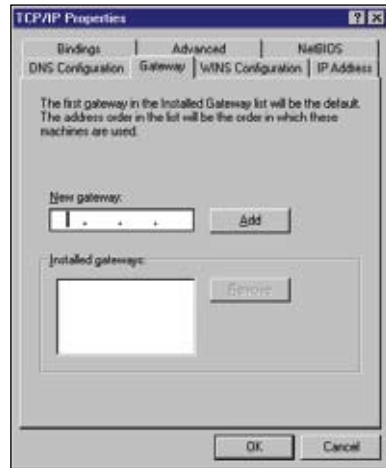 TCP/IP Properties
? X
Bindings Advanced NetBIOS
DNS Configuration Gateway WINS Configuration IP Address
The first gateway in the Installed Gateway list will be the default.
The address order in the list will be the order in which these
machines are used.
New gateway:
. . .
Add
Installed gateways:
Remove
OK Cancel